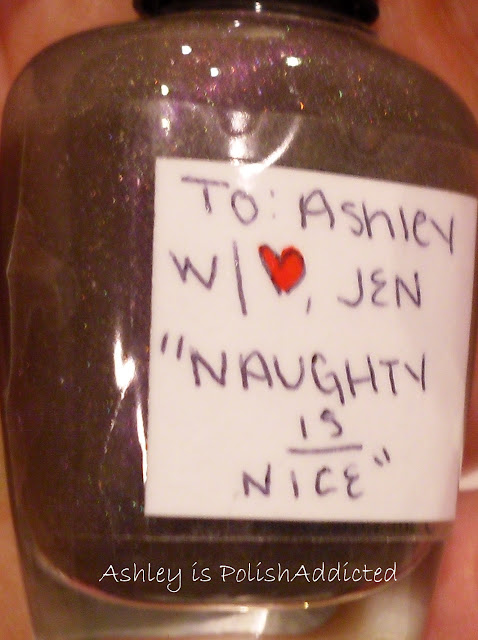 TO: Ashley
W/ ❤, JEN
"NAUGHTY
IS
NICE"
Ashley is PolishAddicted